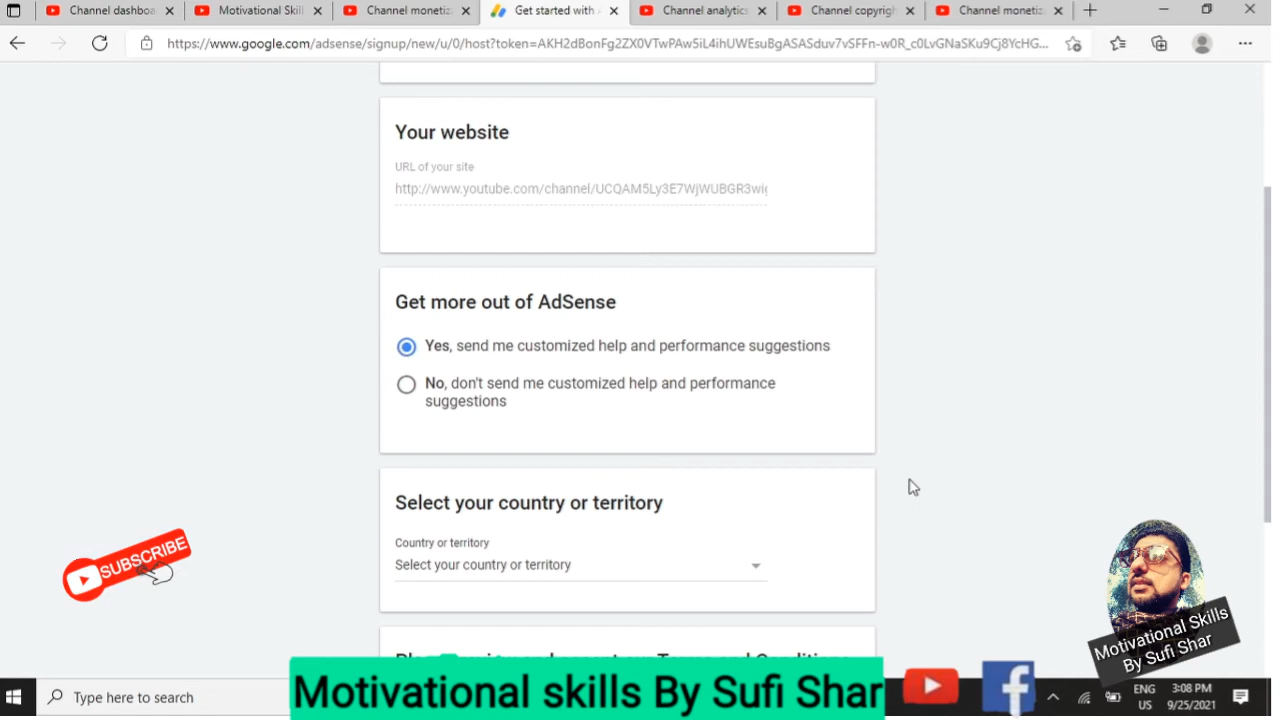 Channel dashboa
Motivational Skil
Channel monetiz
Get started with
Channel analytics
Channel copyrigh
Channel monetiz
https://www.google.com/adsense/signup/new/u/0/host?token=AKH2dBonFg2ZX0VTwPAw5iL4ihUWEsuBgASASduv7vSFFn-w0R_c0LvGNaSKu9Cj8YcHG...
Your website
URL of your site
http://www.youtube.com/channel/UCQAM5Ly3E7WjWUBGR3wig
Get more out of AdSense
Yes, send me customized help and performance suggestions
No, don't send me customized help and performance
suggestions
Select your country or territory
Country or territory
Select your country or territory
SUBSCRIBE
Motivational Skills
By Sufi Shar
Terms and Conditions
Motivational skills By Sufi Shar
Type here to search
ENG
US
3:08 PM
9/25/2021